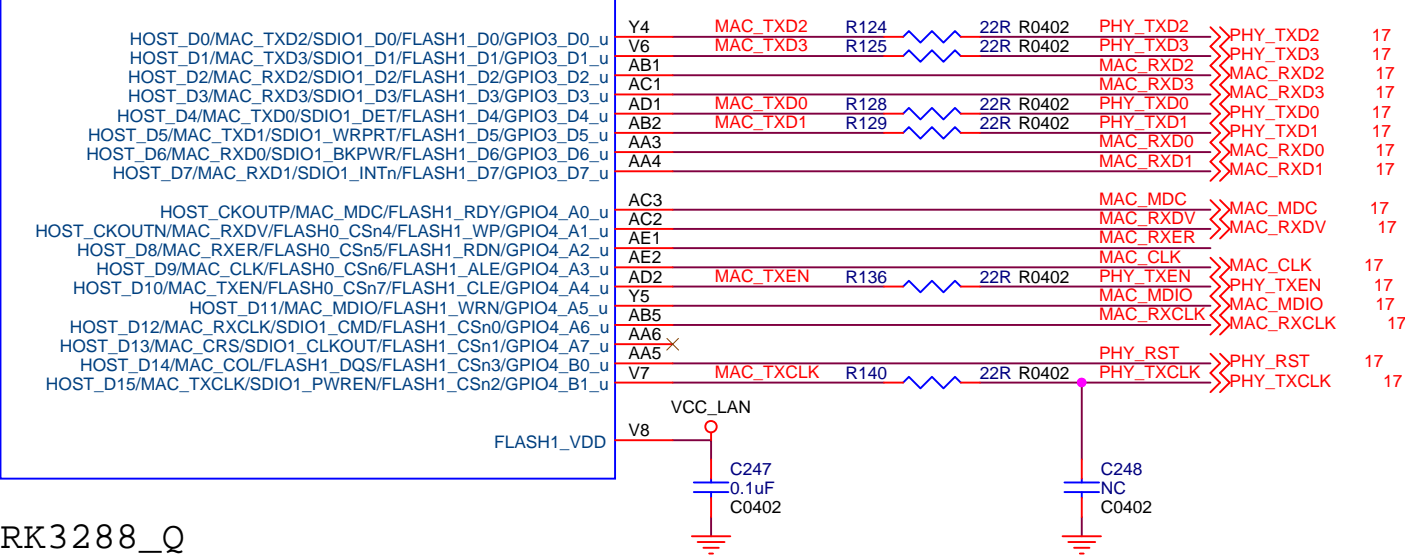 HOST_D0/MAC_TXD2/SDIO1_D0/FLASH1_D0/GPIO3_D0_u Y4 MAC_TXD2 R124 22R R0402 PHY_TXD2 PHY_TXD2 17
HOST_D1/MAC_TXD3/SDIO1_D1/FLASH1_D1/GPIO3_D1_u V6 MAC_TXD3 R125 22R R0402 PHY_TXD3 PHY_TXD3 17
HOST_D2/MAC_RXD2/SDIO1_D2/FLASH1_D2/GPIO3_D2_u AB1 MAC_RXD2 MAC_RXD2 17
HOST_D3/MAC_RXD3/SDIO1_D3/FLASH1_D3/GPIO3_D3_u AC1 MAC_RXD3 MAC_RXD3 17
HOST_D4/MAC_TXD0/SDIO1_DET/FLASH1_D4/GPIO3_D4_u AD1 MAC_TXD0 R128 22R R0402 PHY_TXD0 PHY_TXD0 17
HOST_D5/MAC_TXD1/SDIO1_WRPRT/FLASH1_D5/GPIO3_D5_u AB2 MAC_TXD1 R129 22R R0402 PHY_TXD1 PHY_TXD1 17
HOST_D6/MAC_RXD0/SDIO1_BKPWR/FLASH1_D6/GPIO3_D6_u AA3 MAC_RXD0 MAC_RXD0 17
HOST_D7/MAC_RXD1/SDIO1_INTn/FLASH1_D7/GPIO3_D7_u AA4 MAC_RXD1 MAC_RXD1 17
HOST_CKOUTP/MAC_MDC/FLASH1_RDY/GPIO4_A0_u AC3 MAC_MDC MAC_MDC 17
HOST_CKOUTN/MAC_RXDV/FLASH0_CSn4/FLASH1_WP/GPIO4_A1_u AC2 MAC_RXDV MAC_RXDV 17
HOST_D8/MAC_RXER/FLASH0_CSn5/FLASH1_RDN/GPIO4_A2_u AE1 MAC_RXER
HOST_D9/MAC_CLK/FLASH0_CSn6/FLASH1_ALE/GPIO4_A3_u AE2 MAC_CLK MAC_CLK 17
HOST_D10/MAC_TXEN/FLASH0_CSn7/FLASH1_CLE/GPIO4_A4_u AD2 MAC_TXEN R136 22R R0402 PHY_TXEN PHY_TXEN 17
HOST_D11/MAC_MDIO/FLASH1_WRN/GPIO4_A5_u Y5 MAC_MDIO MAC_MDIO 17
HOST_D12/MAC_RXCLK/SDIO1_CMD/FLASH1_CSn0/GPIO4_A6_u AB5 MAC_RXCLK MAC_RXCLK 17
HOST_D13/MAC_CRS/SDIO1_CLKOUT/FLASH1_CSn1/GPIO4_A7_u AA6
HOST_D14/MAC_COL/FLASH1_DQS/FLASH1_CSn3/GPIO4_B0_u AA5 PHY_RST PHY_RST 17
HOST_D15/MAC_TXCLK/SDIO1_PWREN/FLASH1_CSn2/GPIO4_B1_u V7 MAC_TXCLK R140 22R R0402 PHY_TXCLK PHY_TXCLK 17
VCC_LAN
FLASH1_VDD V8
C247 C248
0.1uF NC
C0402 C0402
RK3288_Q